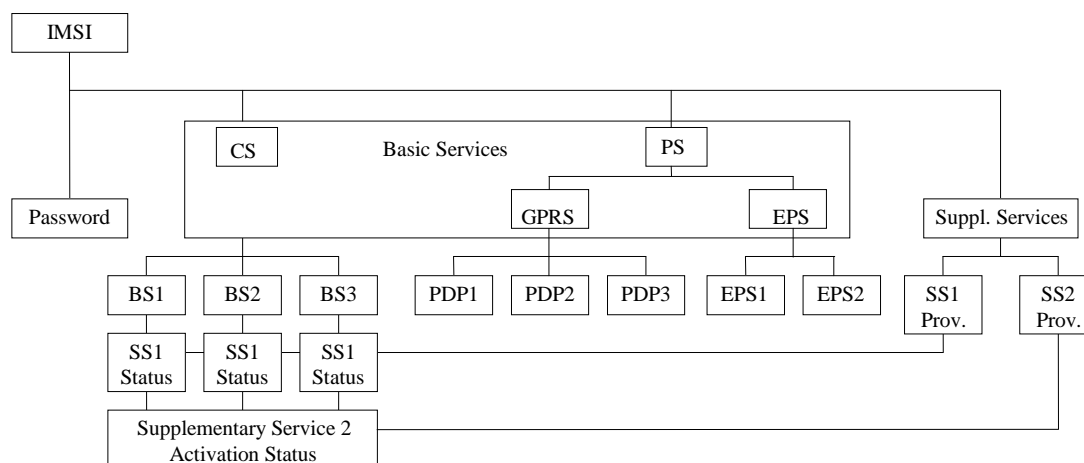 IMSI
CS
Basic Services
PS
Password
GPRS
EPS
Suppl. Services
BS1
BS2
BS3
PDP1
PDP2
PDP3
EPS1
EPS2
SS1
Prov.
SS2
Prov.
SS1
Status
SS1
Status
SS1
Status
Supplementary Service 2
Activation Status